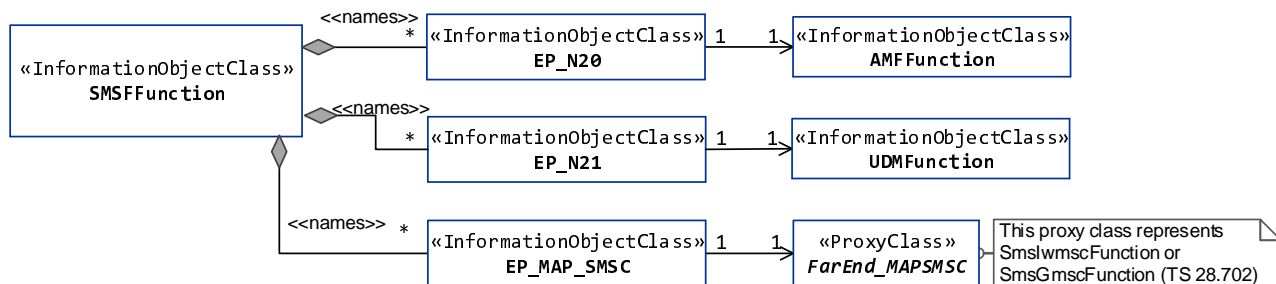 <<names>>
*
«InformationObjectClass»
SMSFFunction
«InformationObjectClass»
EP_N20
1
1
«InformationObjectClass»
AMFFunction
<<names>>
*
«InformationObjectClass»
EP_N21
1
1
«InformationObjectClass»
UDMFunction
<<names>>
*
«InformationObjectClass»
EP_MAP_SMSC
1
1
«ProxyClass»
FarEnd_MAPSMSC
This proxy class represents
SmsIwmscFunction or
SmsGmscFunction (TS 28.702)